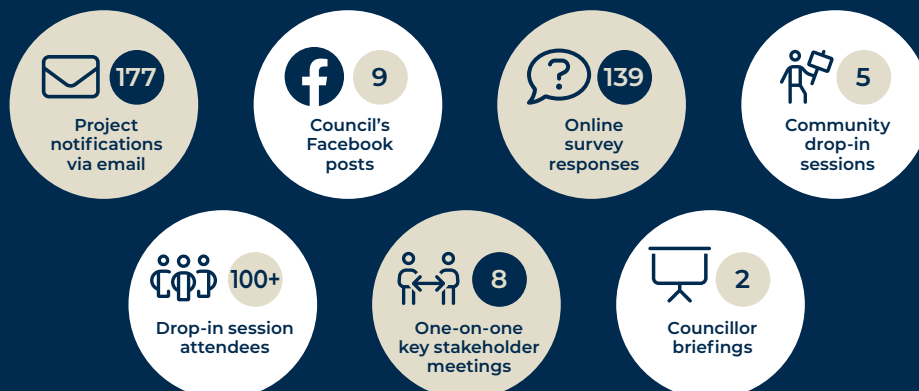 177
Project
notifications
via email
9
Council's
Facebook
posts
?
139
Online
survey
responses
5
Community
drop-in
sessions
100+
Drop-in session
attendees
8
One-on-one
key stakeholder
meetings
2
Councillor
briefings